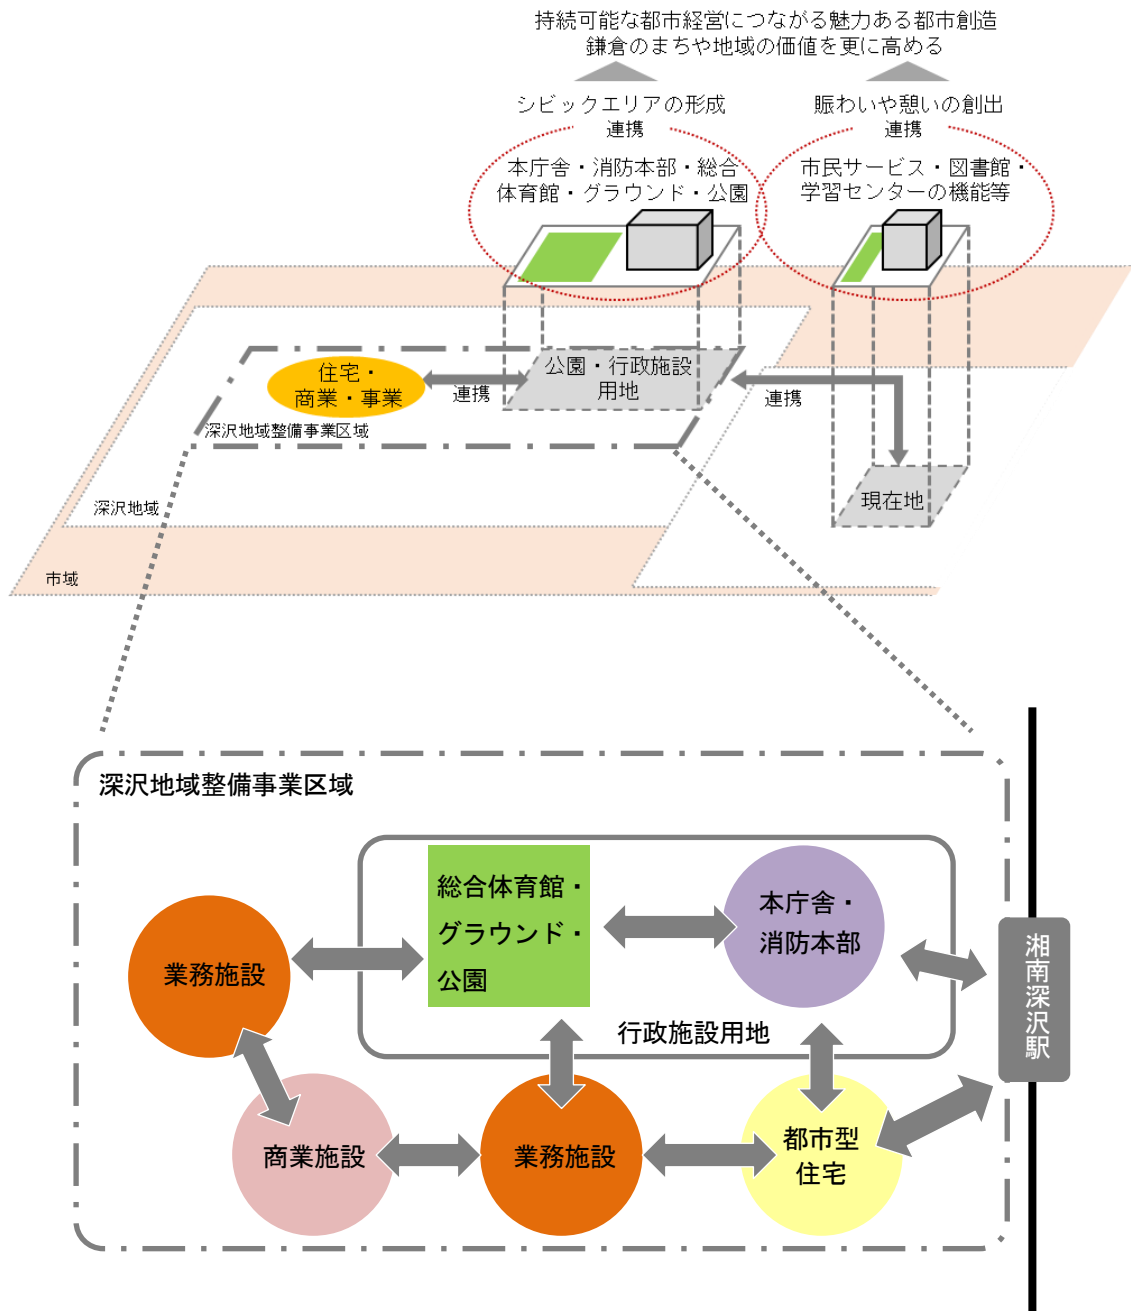 持続可能な都市経営につながる魅力ある都市創造
鎌倉のまちや地域の価値を更に高める
シビックエリアの形成
連携
賑わいや憩いの創出
連携
本庁舎・消防本部・総合
体育館・グラウンド・公園
市民サービス・図書館・
学習センターの機能等
住宅・
商業・事業
連携
公園・行政施設
用地
連携
深沢地域整備事業区域
現在地
深沢地域
市域
深沢地域整備事業区域
総合体育館・
グラウンド・
公園
本庁舎・
消防本部
業務施設
湘南深沢駅
行政施設用地
商業施設
業務施設
都市型
住宅